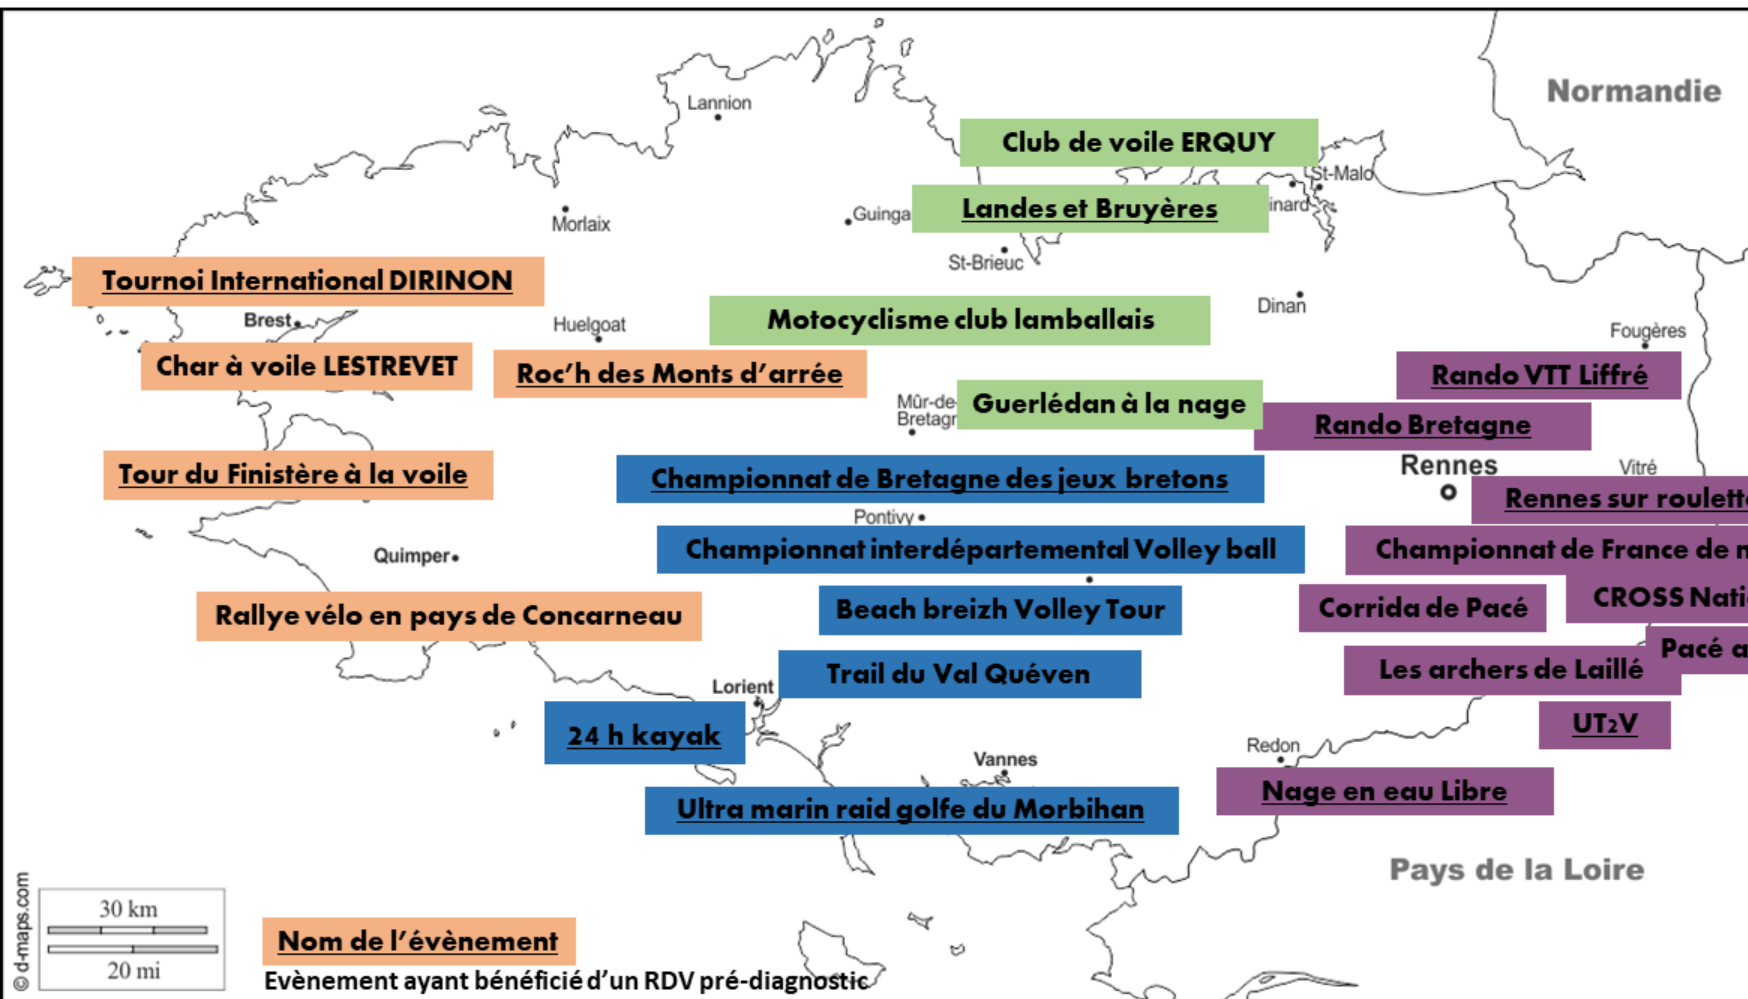 Normandie
Lannion
Club de voile ERQUY
St-Malo
Landes et Bruyères
inard
Guinga
Morlaix
St-Brieuc
Tournoi International DIRINON
Dinan
Brest
Huelgoat
Motocyclisme club lamballais
Fougères
Char à voile LESTREVET
Roc’h des Monts d’arrée
Rando VTT Liffré
Mûr-de-
Bretagr
Guerlédan à la nage
Rando Bretagne
Rennes
Vitré
Tour du Finistère à la voile
Championnat de Bretagne des jeux bretons
Rennes sur roulette
Pontivy
Quimper
Championnat interdépartemental Volley ball
Championnat de France de
Rallye vélo en pays de Concarneau
Beach breizh Volley Tour
Corrida de Pacé
CROSS Nati
Pacé a
Trail du Val Quéven
Les archers de Laillé
Lorient
24 h kayak
UT2V
Vannes
Redon
Ultra marin raid golfe du Morbihan
Nage en eau Libre
Pays de la Loire
© d-maps.com
30 km
20 mi
Nom de l’évènement
Evènement ayant bénéficié d’un RDV pré-diagnostic